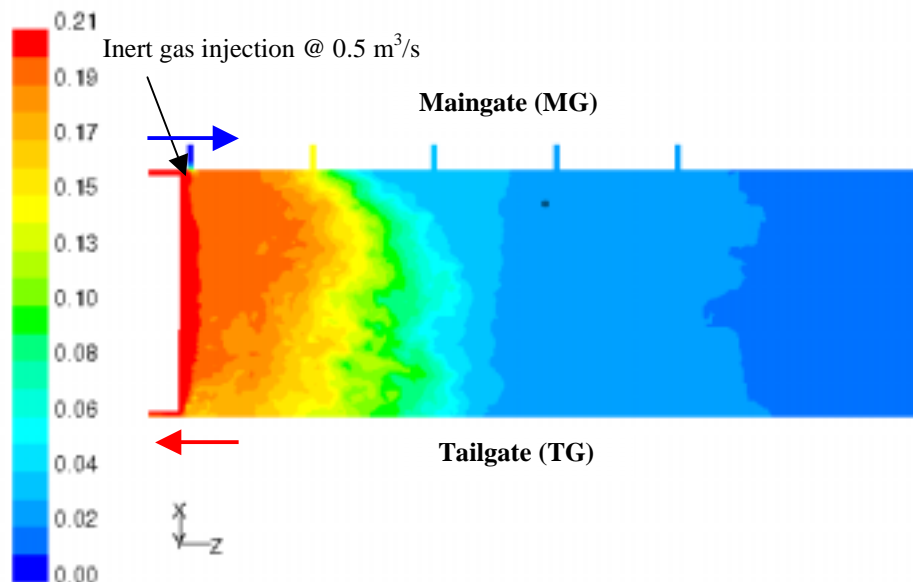 0.21
Inert gas injection @ 0.5 m³/s
0.19
Maingate (MG)
0.17
0.15
0.13
0.10
0.08
0.06
Tailgate (TG)
0.04
X
0.02
Z
0.00